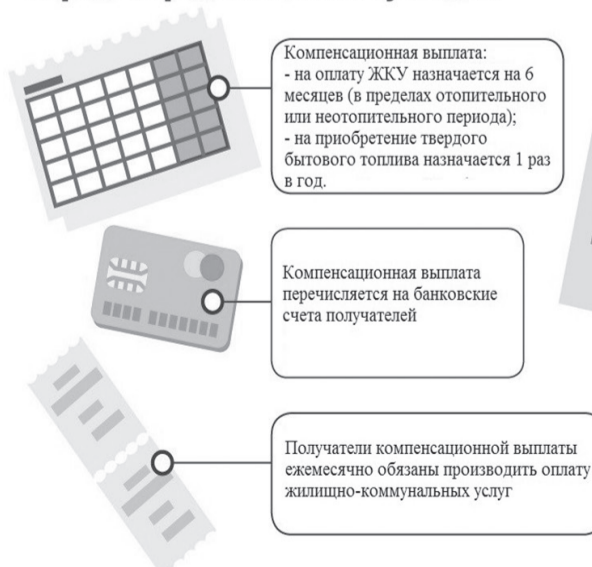 Компенсационная выплата:
- на оплату ЖКУ назначается на 6
месяцев (в пределах отопительного
или неотопительного периода);
- на приобретение твердого
бытового топлива назначается 1 раз
в год.
Компенсационная выплата
перечисляется на банковские
счета получателей
Получатели компенсационной выплаты
ежемесячно обязаны производить оплату
жилищно-коммунальных услуг